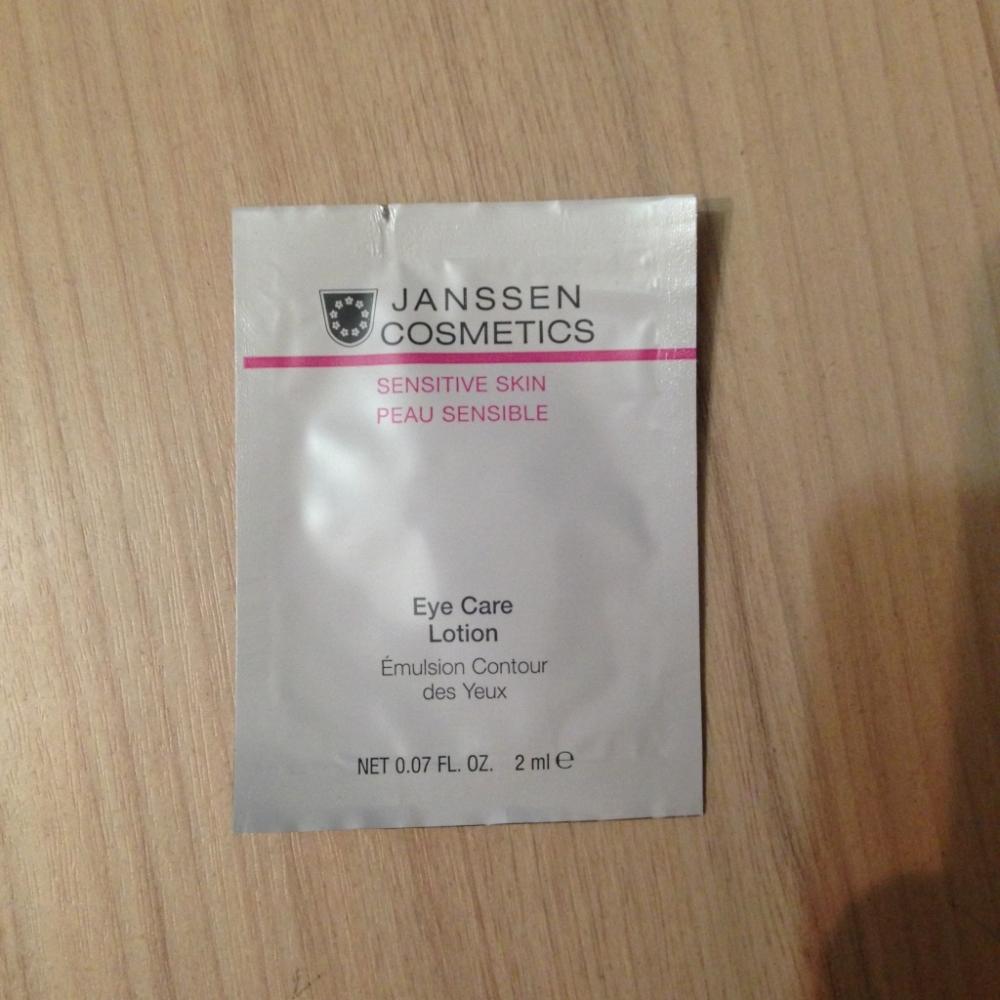 JANSSEN
COSMETICS
SENSITIVE SKIN
PEAU SENSIBLE
Eye Care
Lotion
Émulsion Contour
des Yeux
NET 0.07 FL. OZ. 2 ml ℮